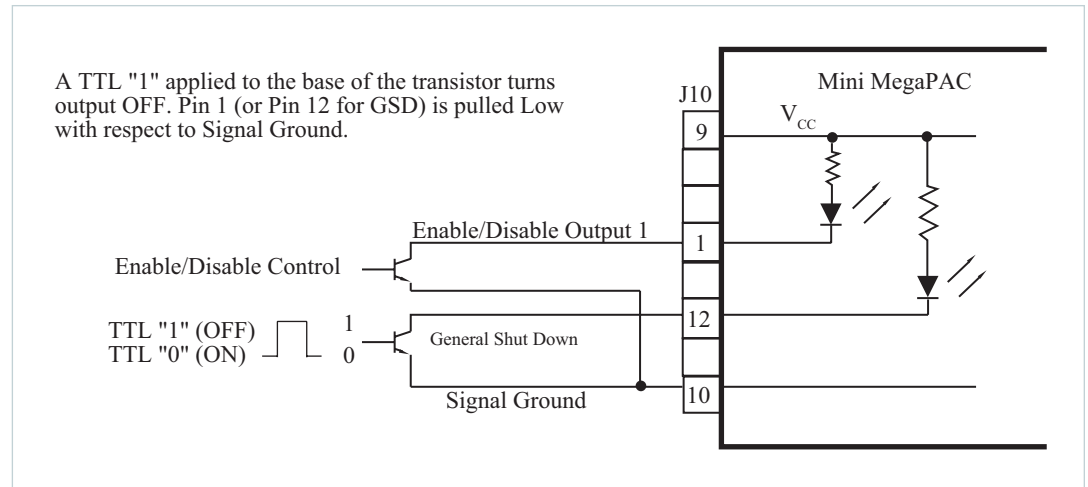 A TTL "1" applied to the base of the transistor turns
output OFF. Pin 1 (or Pin 12 for GSD) is pulled Low
with respect to Signal Ground.
Mini MegaPAC
J10
VCC
9
Enable/Disable Output 1
1
Enable/Disable Control
12
TTL "1" (OFF)
1
General Shut Down
TTL "0" (ON)
0
Signal Ground
10